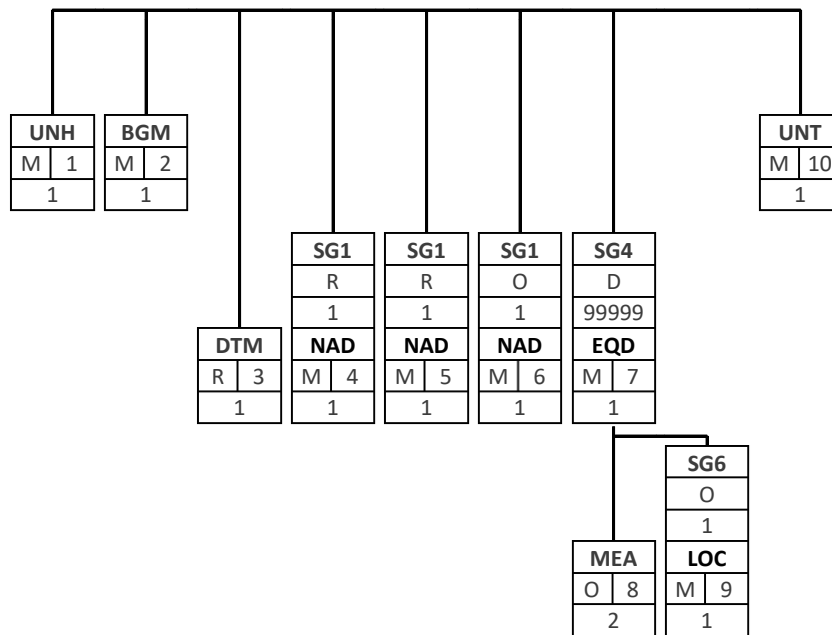 UNH
M 1
1
BGM
M 2
1
UNT
M 10
1
DTM
R 3
1
SG1
R
1
NAD
M 4
1
SG1
R
1
NAD
M 5
1
SG1
O
1
NAD
M 6
1
SG4
D
99999
EQD
M 7
1
MEA
O 8
2
SG6
O
1
LOC
M 9
1